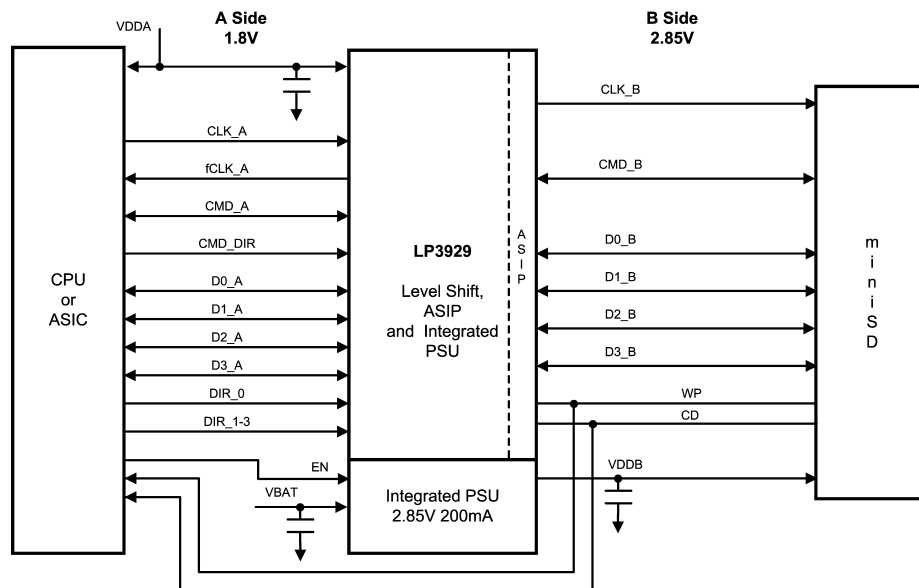 A Side
1.8V
B Side
2.85V
VDDA
CLK_A
fCLK_A
CMD_A
CMD_DIR
D0_A
D1_A
D2_A
D3_A
DIR_0
DIR_1-3
EN
VBAT
CPU
or
ASIC
LP3929
Level Shift,
ASIP
and Integrated
PSU
ASIP
Integrated PSU
2.85V 200mA
CLK_B
CMD_B
D0_B
D1_B
D2_B
D3_B
WP
CD
VDDB
miniSD